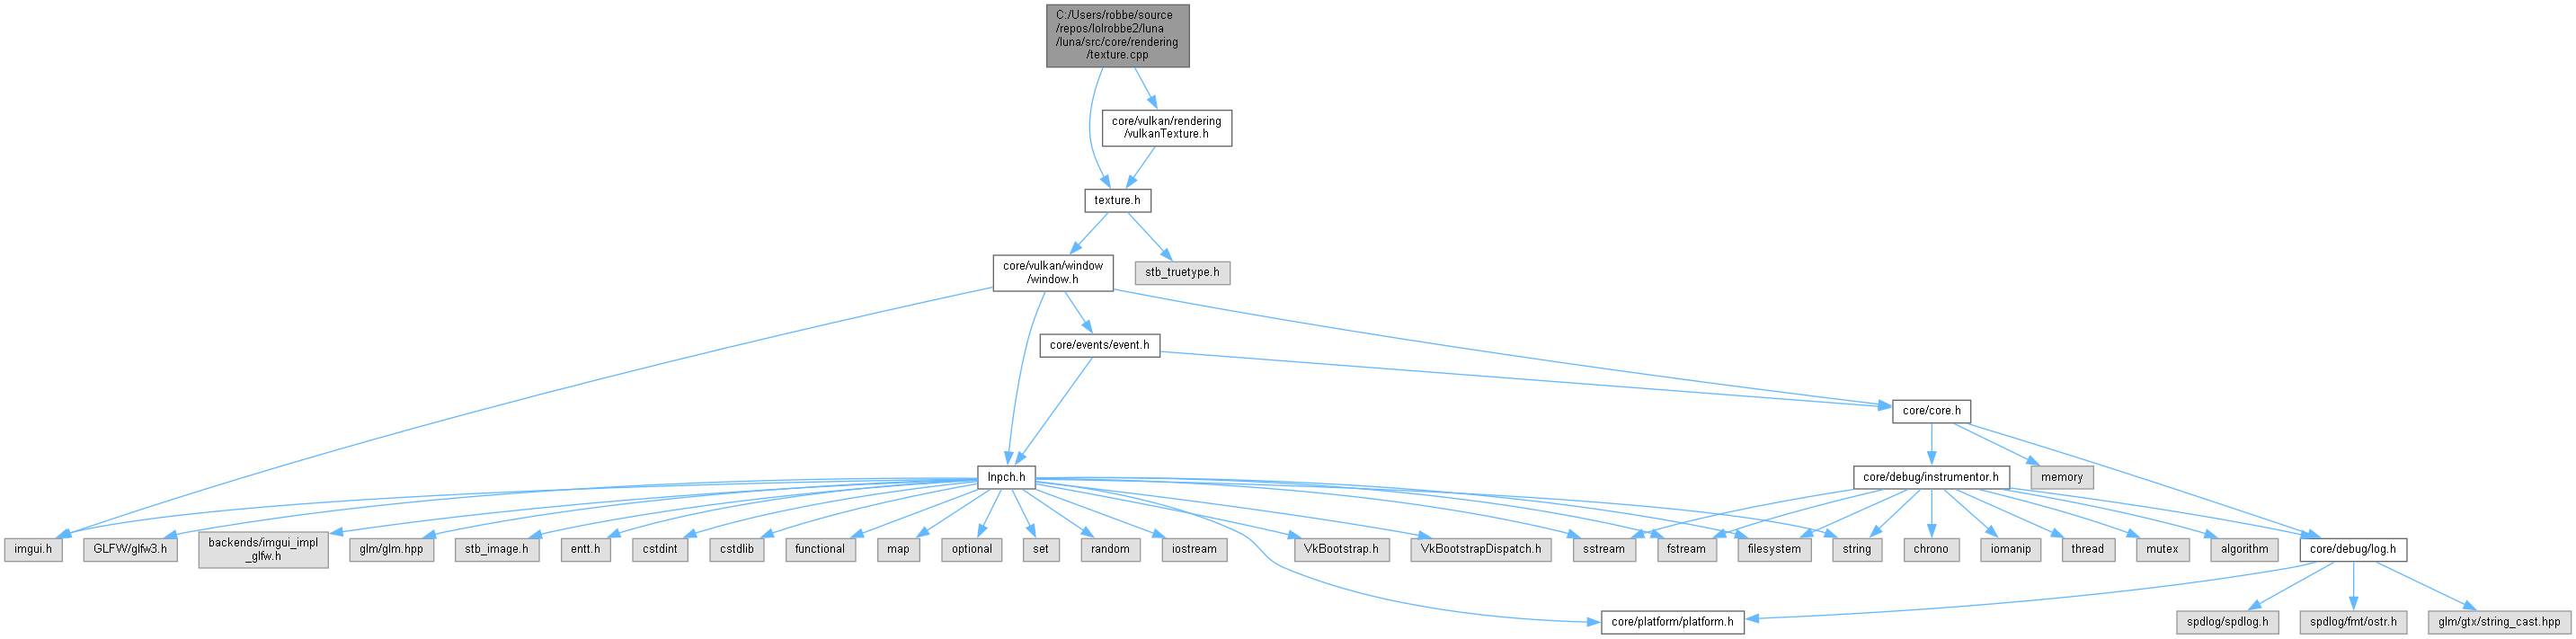 C:/Users/robbe/source
/repos/lolrobbe2/luna
/luna/src/core/rendering
/texture.cpp
core/vulkan/rendering
/vulkanTexture.h
texture.h
core/vulkan/window
/window.h
stb_truetype.h
core/events/event.h
core/core.h
lnpch.h
core/debug/instrumentor.h
memory
imgui.h
GLFW/glfw3.h
backends/imgui_impl
_glfw.h
glm/glm.hpp
stb_image.h
entt.h
cstdint
cstdlib
functional
map
optional
set
random
iostream
VkBootstrap.h
VkBootstrapDispatch.h
sstream
fstream
filesystem
string
chrono
iomanip
thread
mutex
algorithm
core/debug/log.h
core/platform/platform.h
spdlog/spdlog.h
spdlog/fmt/ostr.h
glm/gtx/string_cast.hpp